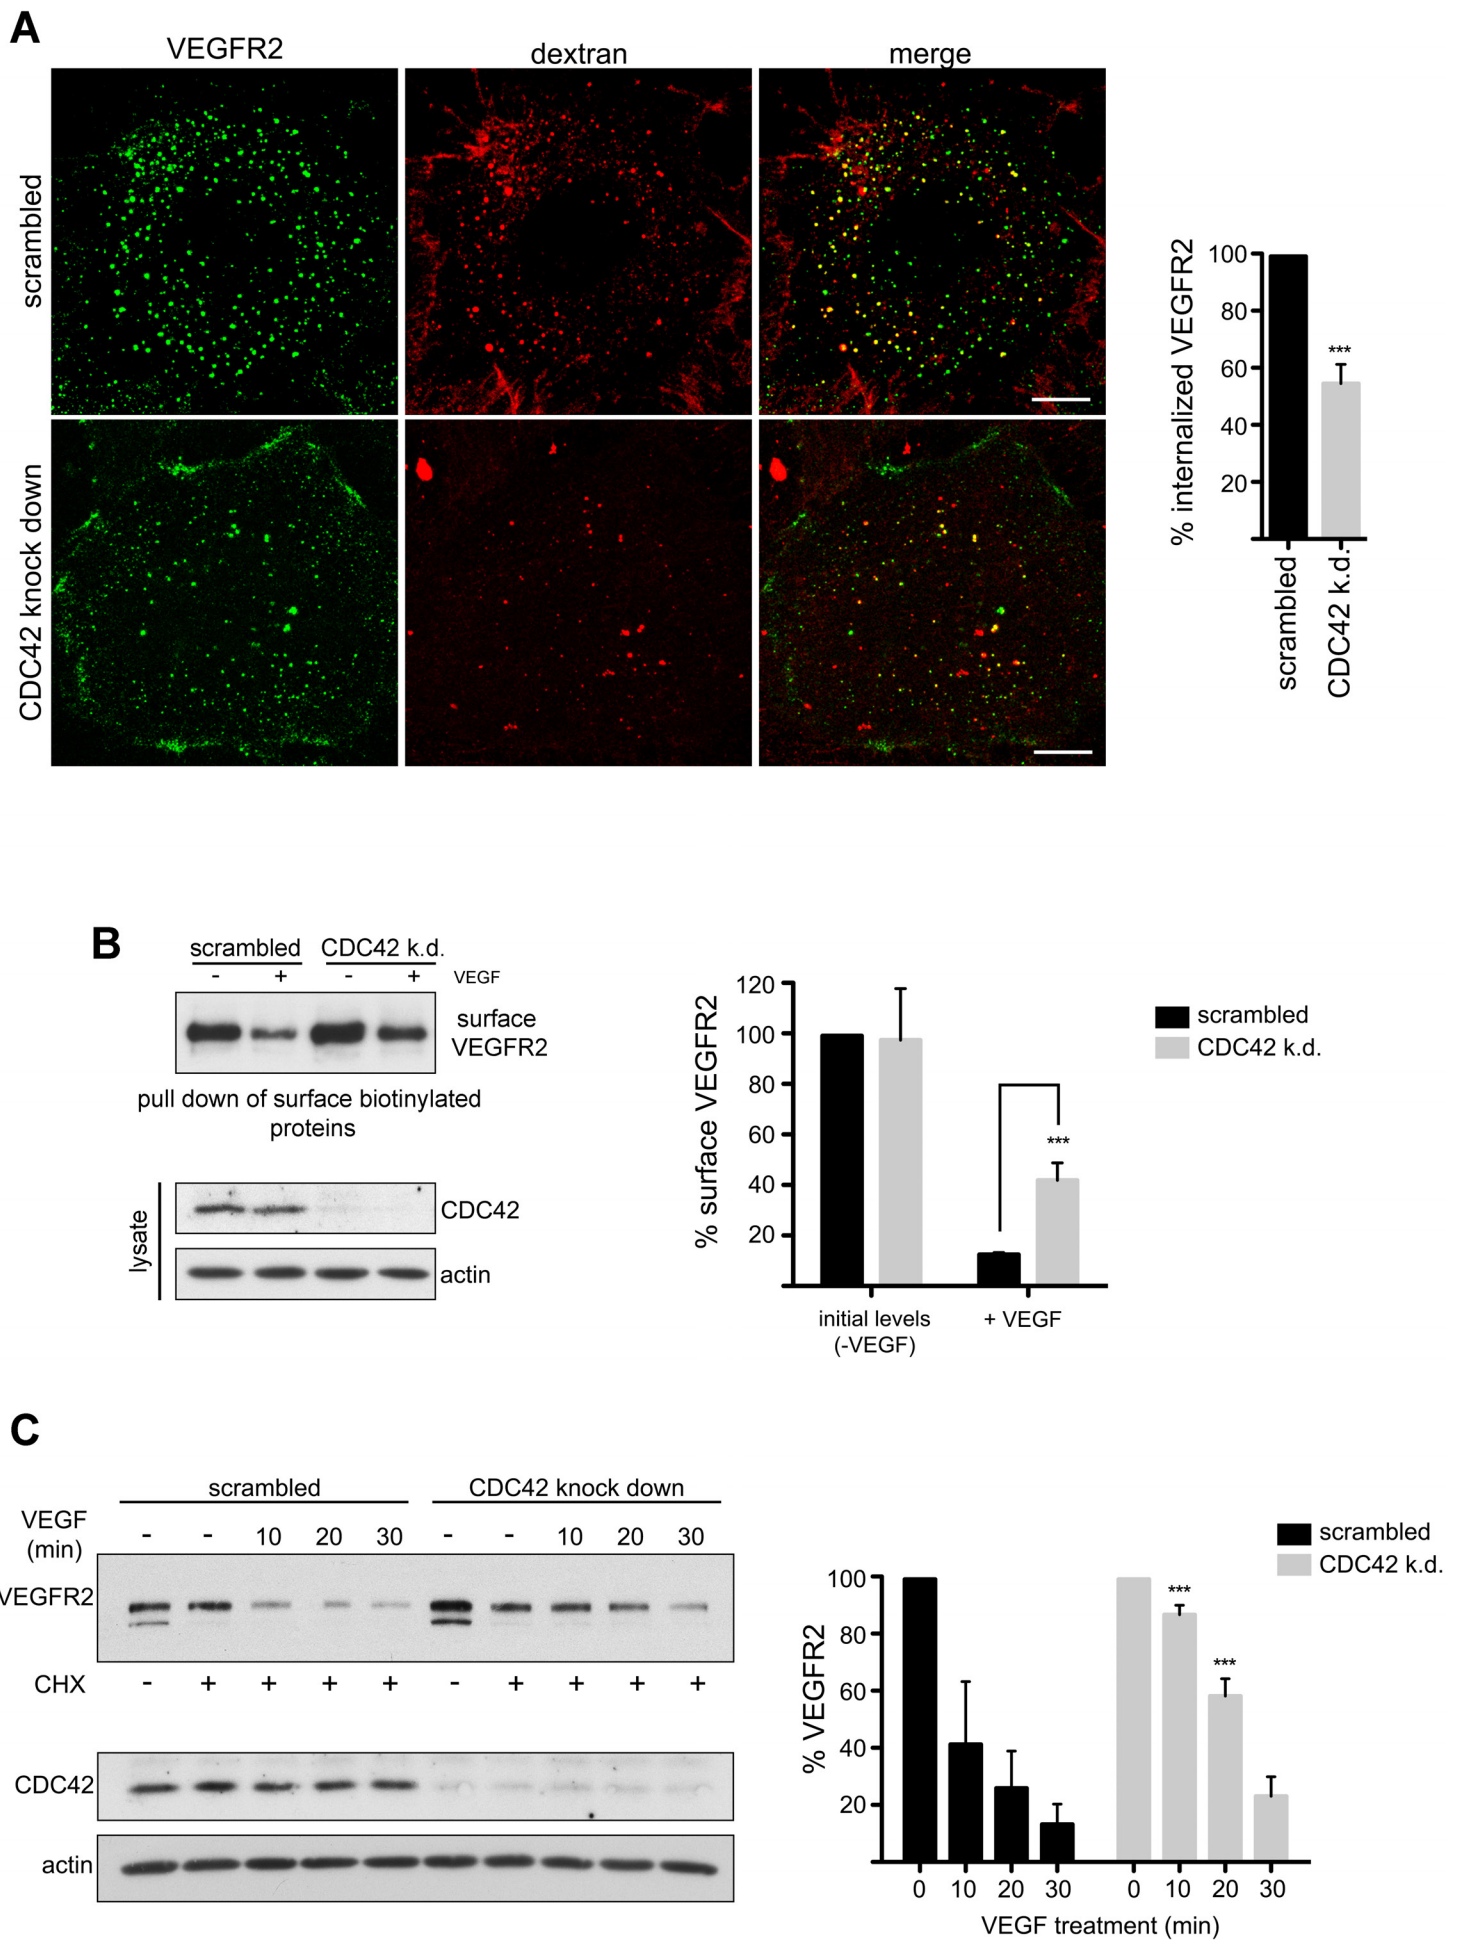 A
VEGFR2 dextran merge
scrambled
CDC42 knock down
% internalized VEGFR2
100
80
60
40
20
***
scrambled
CDC42 k.d.
B
scrambled CDC42 k.d.
- + - + VEGF
surface
VEGFR2
pull down of surface biotinylated
proteins
lysate
CDC42
actin
% surface VEGFR2
120
100
80
60
40
20
***
initial levels
(-VEGF)
+ VEGF
scrambled
CDC42 k.d.
C
scrambled CDC42 knock down
VEGF
(min)
- - 10 20 30 - - 10 20 30
VEGFR2
CHX - + + + + - + + + +
CDC42
actin
% VEGFR2
100
80
60
40
20
*** ***
0 10 20 30 0 10 20 30
VEGF treatment (min)
scrambled
CDC42 k.d.